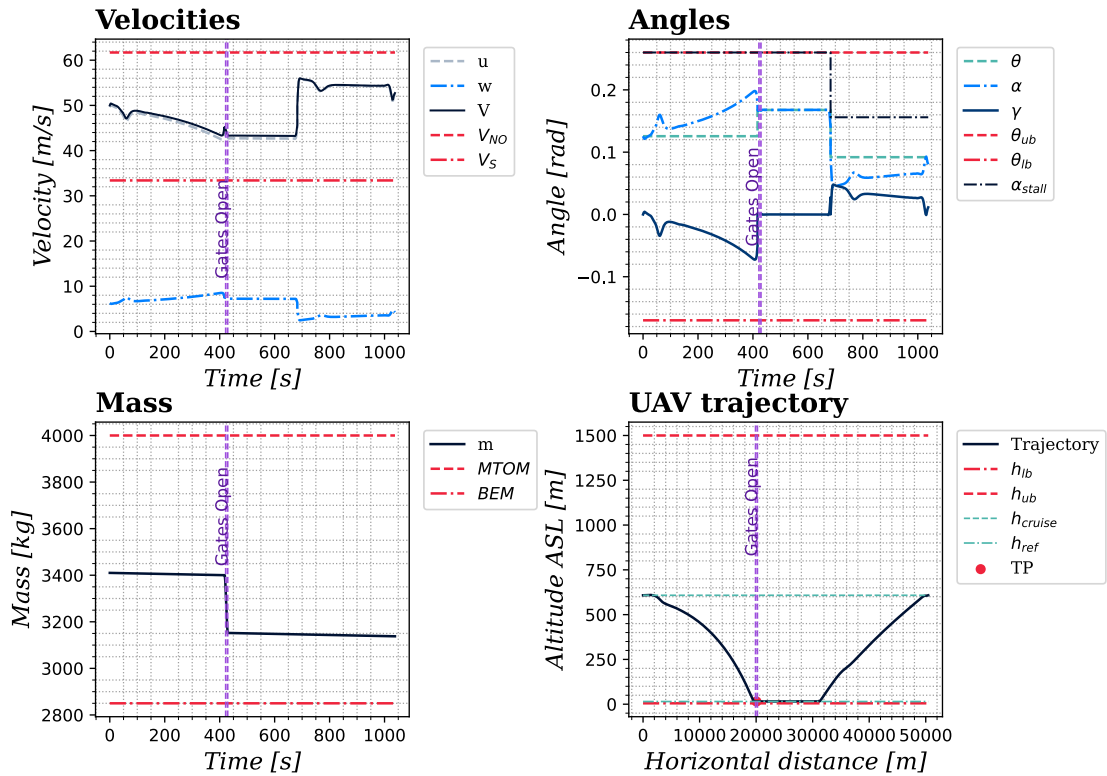 Velocities
Velocity [m/s]
60
50
40
30
20
10
0
0 200 400 600 800 1000
Time [s]
Gates Open
u
w
V
V_NO
V_S
Angles
Angle [rad]
0.2
0.1
0.0
−0.1
0 200 400 600 800 1000
Time [s]
Gates Open
θ
α
γ
θ_ub
θ_lb
α_stall
Mass
Mass [kg]
4000
3800
3600
3400
3200
3000
2800
0 200 400 600 800 1000
Time [s]
Gates Open
m
MTOM
BEM
UAV trajectory
Altitude ASL [m]
1500
1250
1000
750
500
250
0
0 10000 20000 30000 40000 50000
Horizontal distance [m]
Gates Open
Trajectory
h_lb
h_ub
h_cruise
h_ref
TP